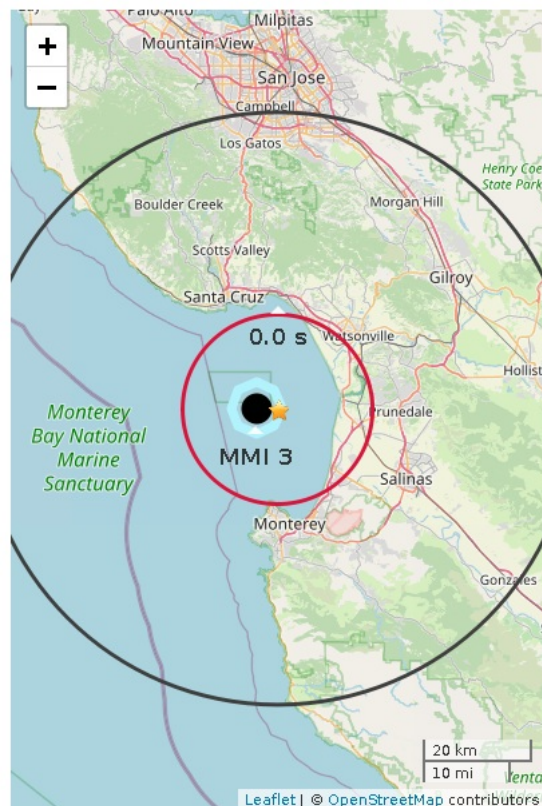 Milpitas
+
Mountain View
San Jose
−
Campbell
Los Gatos
Henry Coe
State Park
Boulder Creek
Morgan Hill
Scotts Valley
Gilroy
Santa Cruz
0.0 s
Watsonville
Hollist
Monterey
Bay National
Marine
Sanctuary
Prunedale
MMI 3
Salinas
Monterey
Gonzales
20 km
10 mi
Leaflet | © OpenStreetMap contributors